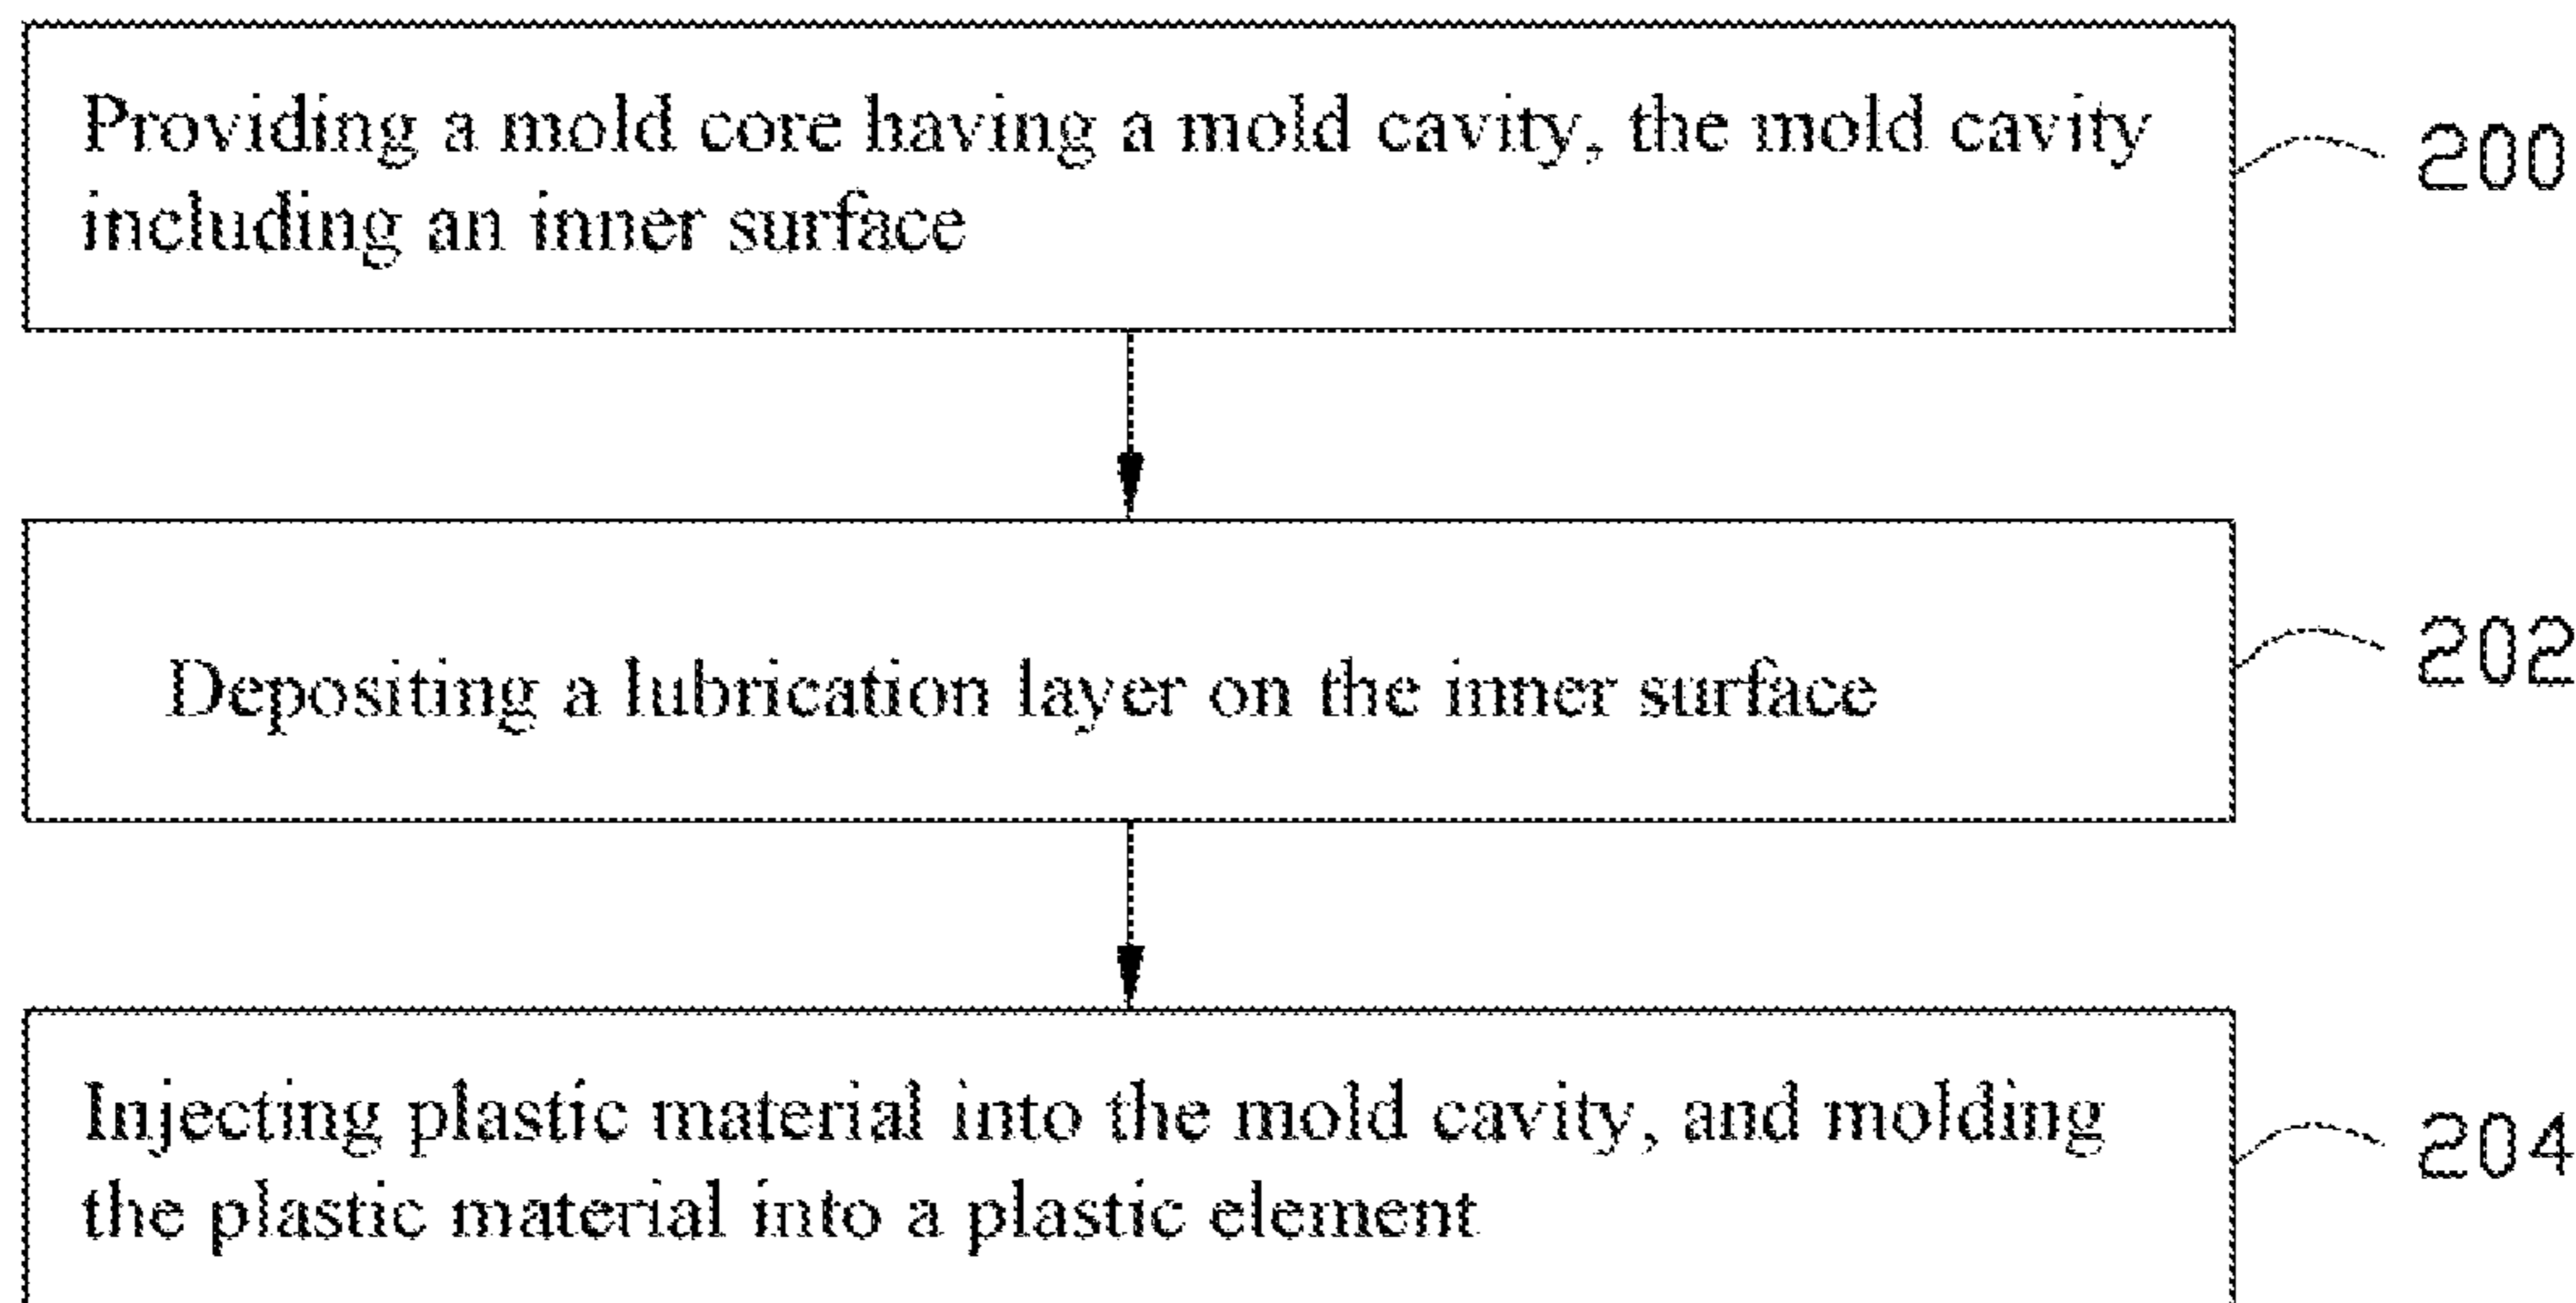 Providing a mold core having a mold cavity, the mold cavity
including an inner surface
200
Depositing a lubrication layer on the inner surface
202
Injecting plastic material into the mold cavity, and molding
the plastic material into a plastic element
204